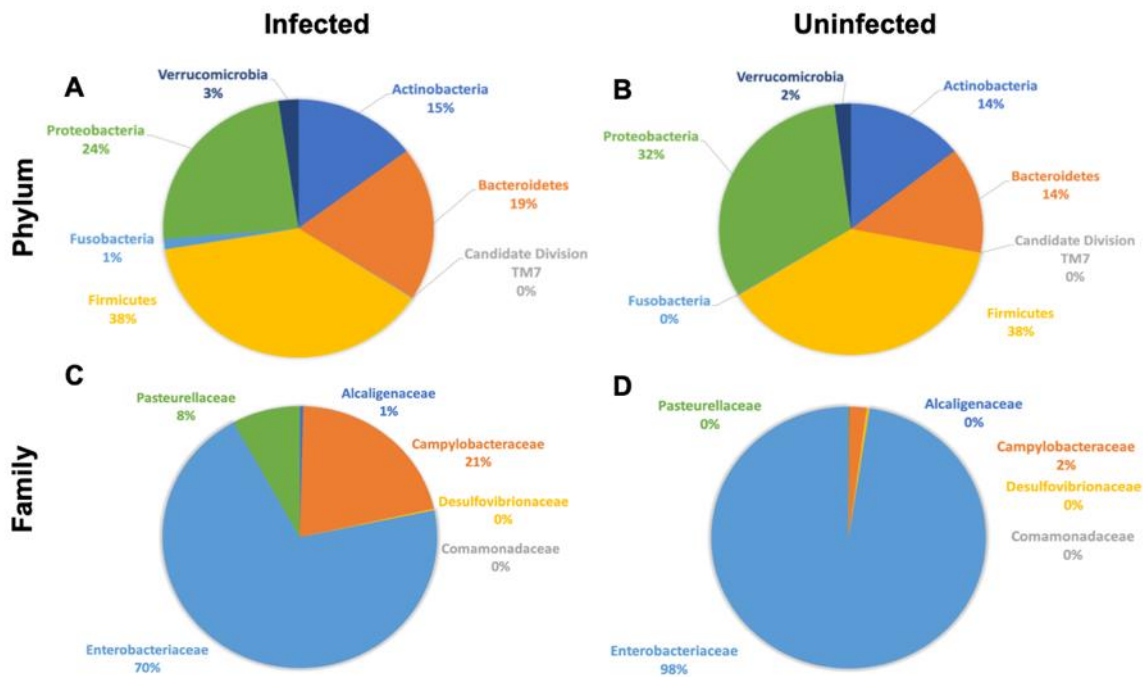 Infected
Uninfected
Phylum
A
Verrucomicrobia
3%
Actinobacteria
15%
Proteobacteria
24%
Bacteroidetes
19%
Fusobacteria
1%
Candidate Division
TM7
0%
Firmicutes
38%
B
Verrucomicrobia
2%
Actinobacteria
14%
Proteobacteria
32%
Bacteroidetes
14%
Candidate Division
TM7
0%
Fusobacteria
0%
Firmicutes
38%
Family
C
Pasteurellaceae
8%
Alcaligenaceae
1%
Campylobacteraceae
21%
Desulfovibrionaceae
0%
Comamonadaceae
0%
Enterobacteriaceae
70%
D
Pasteurellaceae
0%
Alcaligenaceae
0%
Campylobacteraceae
2%
Desulfovibrionaceae
0%
Comamonadaceae
0%
Enterobacteriaceae
98%